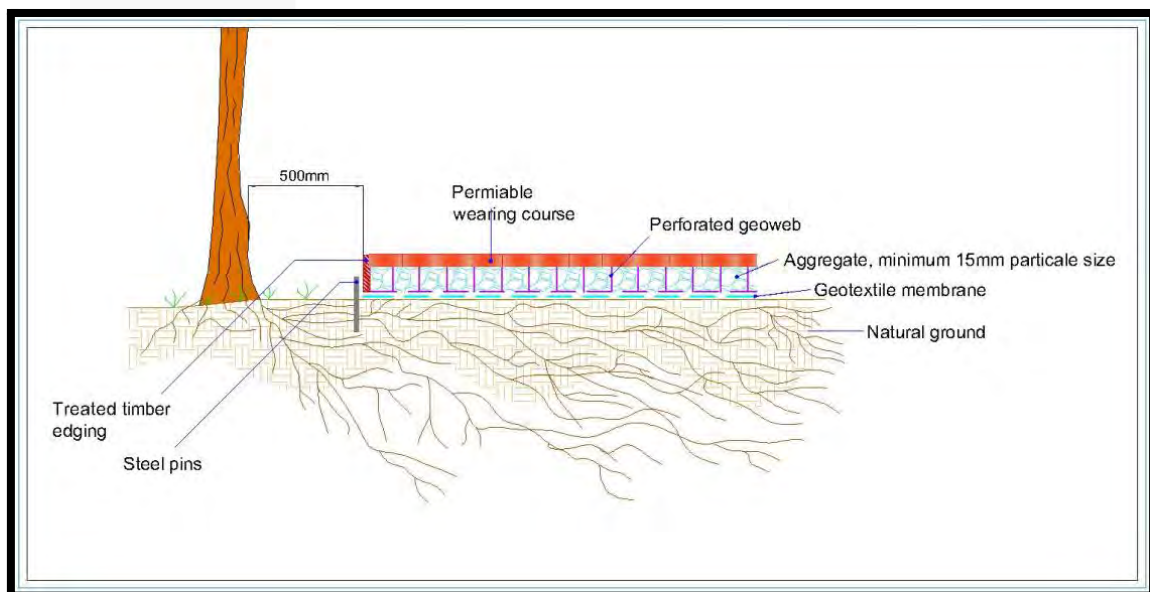 500mm
Permiable
wearing course
Perforated geoweb
Aggregate, minimum 15mm particale size
Geotextile membrane
Natural ground
Treated timber
edging
Steel pins